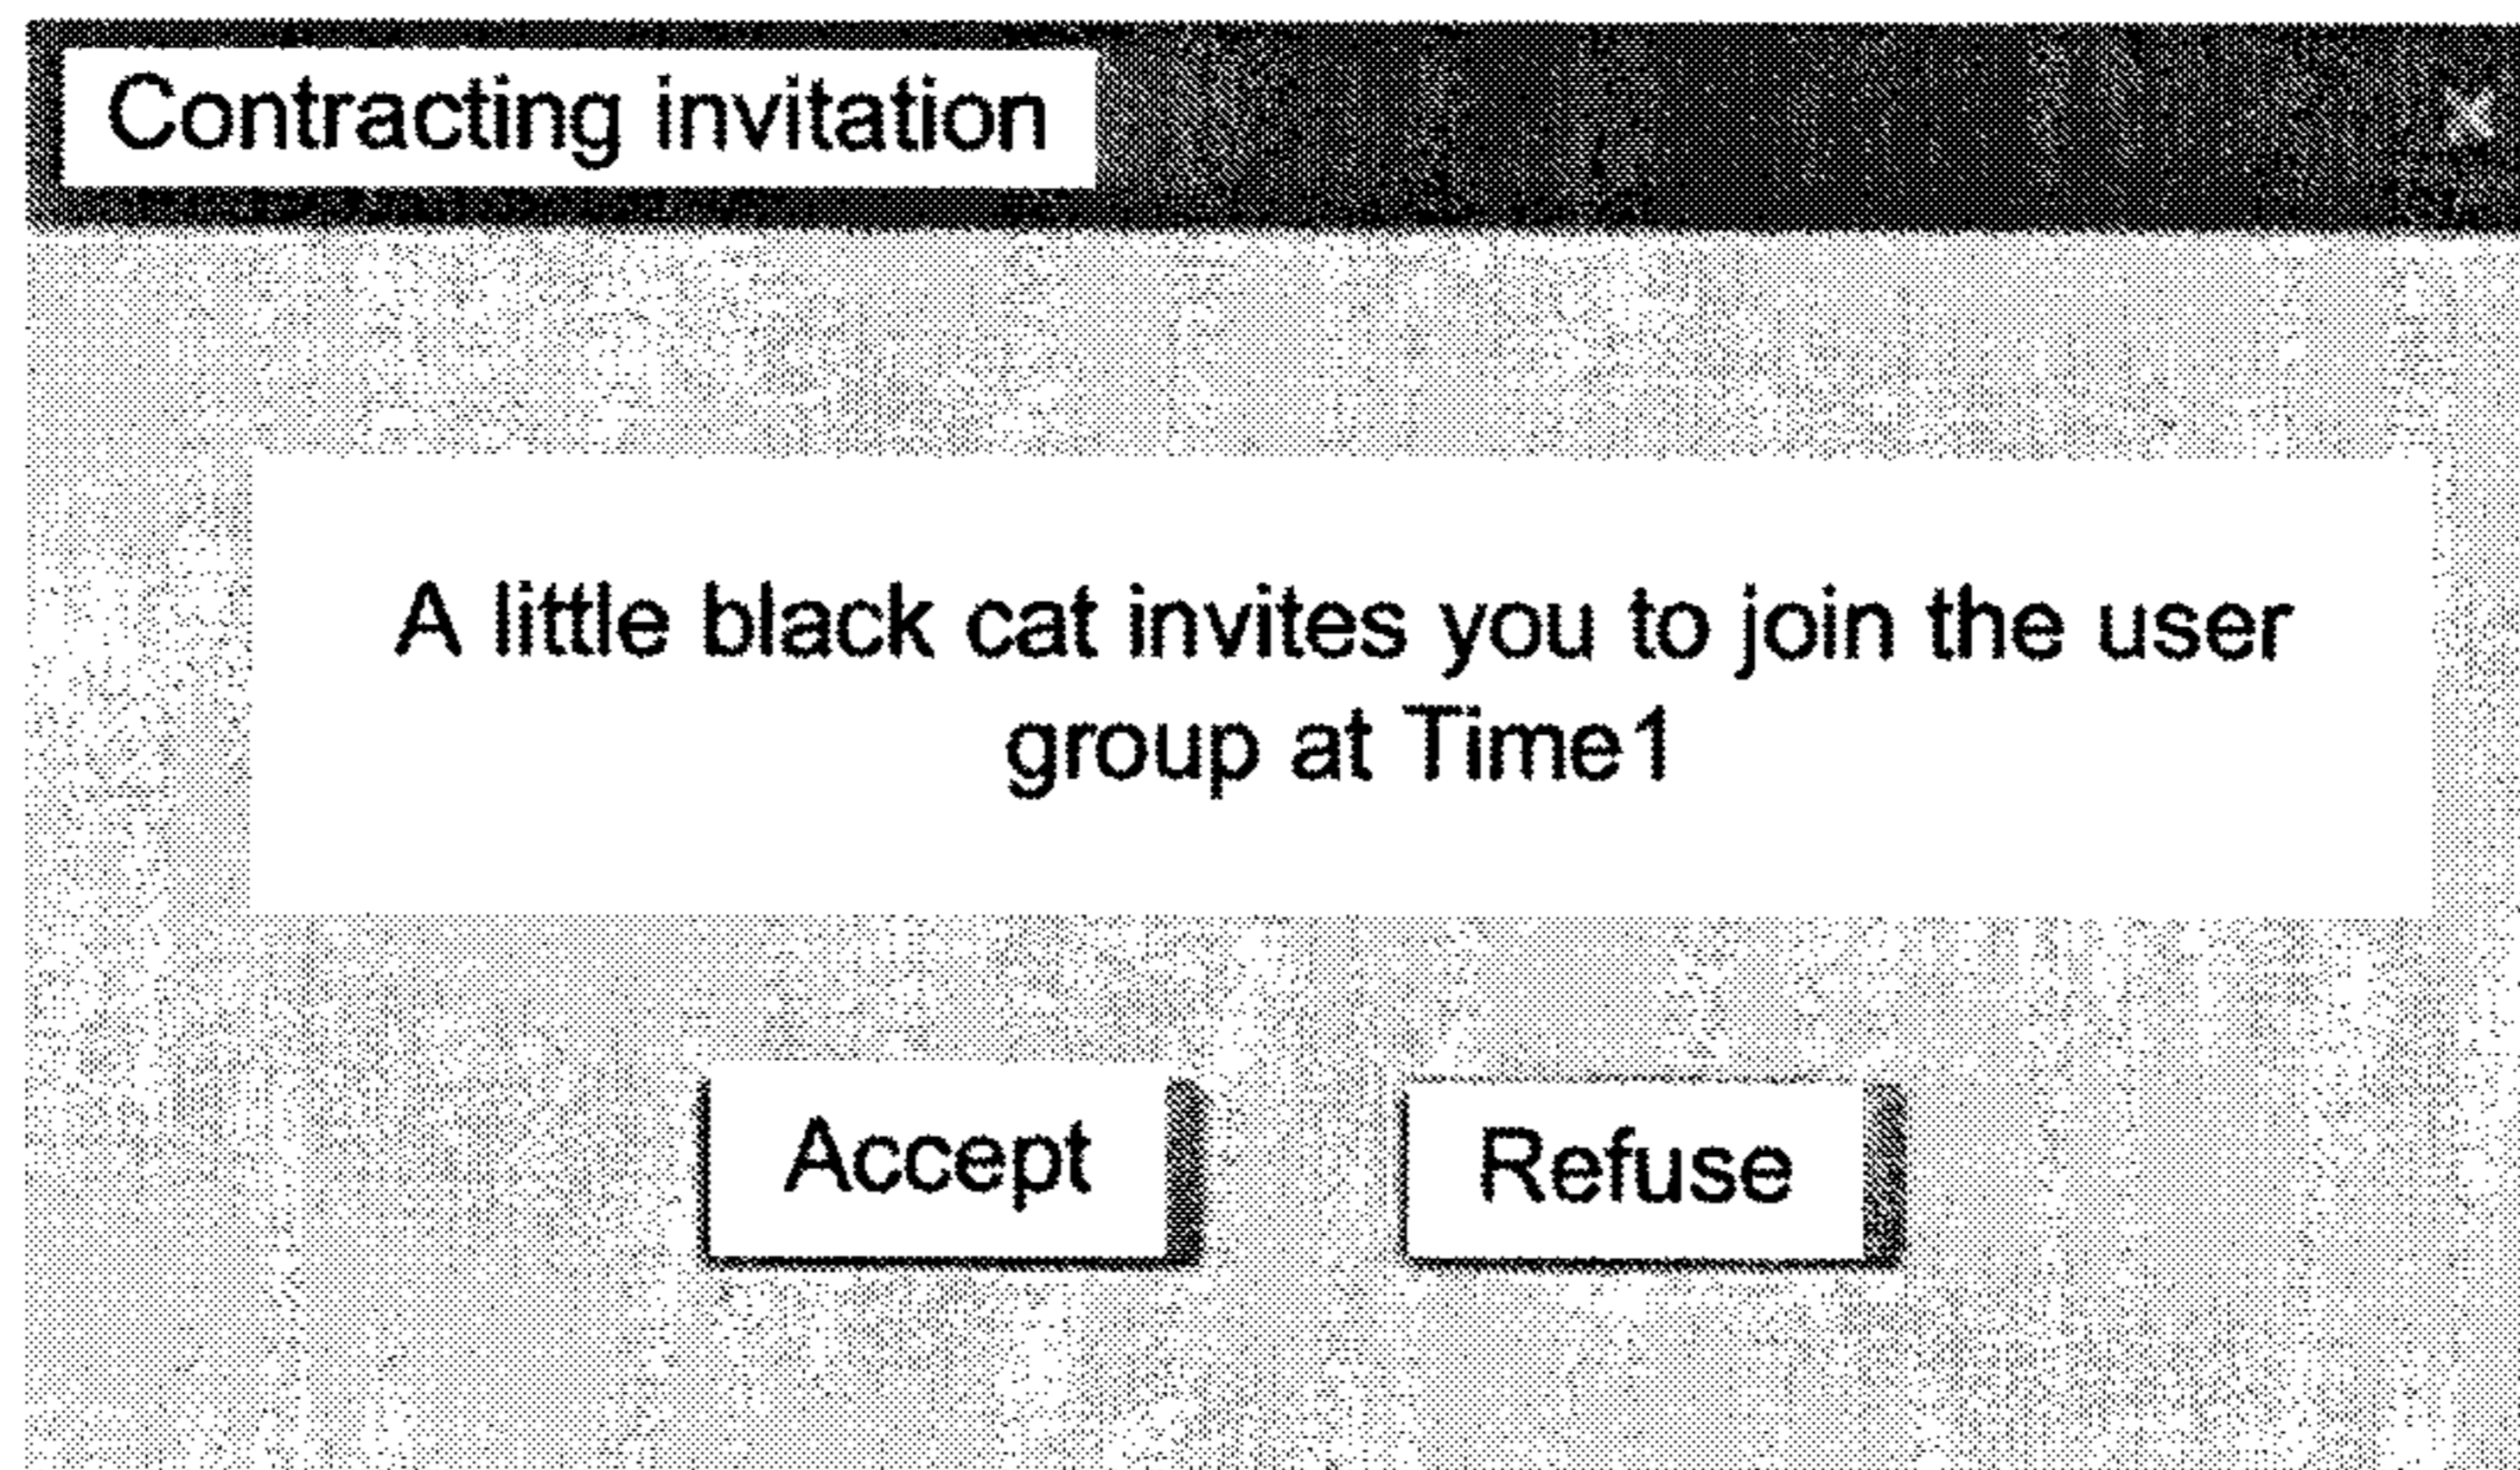 Contracting invitation
x
A little black cat invites you to join the user
group at Time1
Accept
Refuse